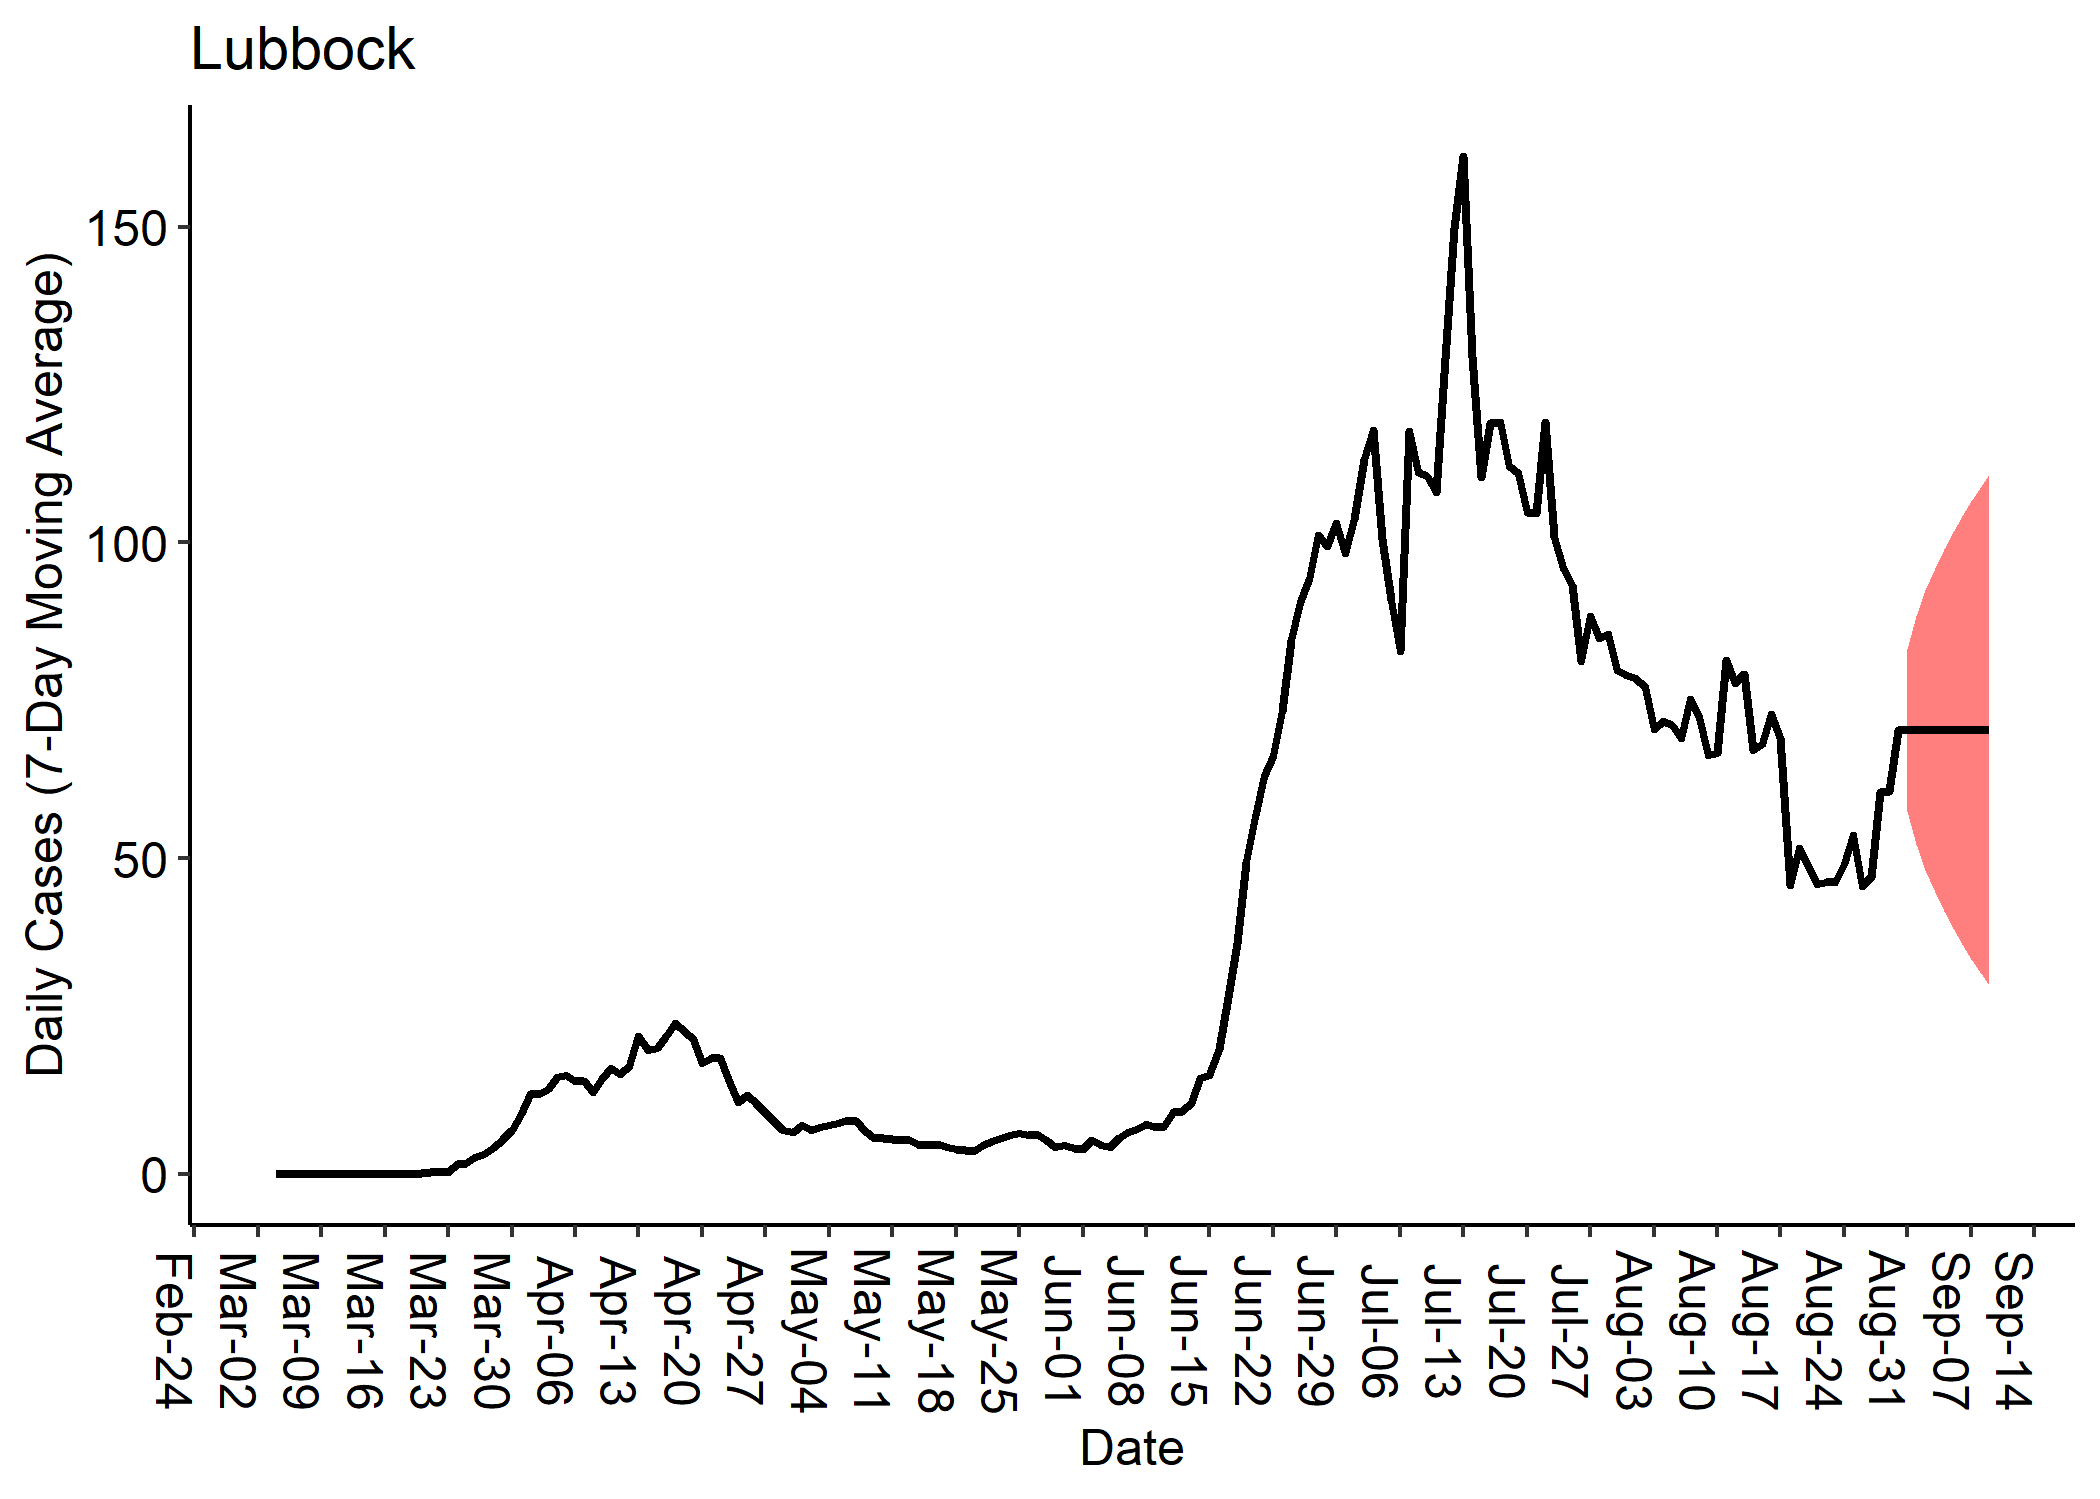 Lubbock
Daily Cases (7-Day Moving Average)
150
100
50
0
Feb-24
Mar-02
Mar-09
Mar-16
Mar-23
Mar-30
Apr-06
Apr-13
Apr-20
Apr-27
May-04
May-11
May-18
May-25
Jun-01
Jun-08
Jun-15
Jun-22
Jun-29
Jul-06
Jul-13
Jul-20
Jul-27
Aug-03
Aug-10
Aug-17
Aug-24
Aug-31
Sep-07
Sep-14
Date